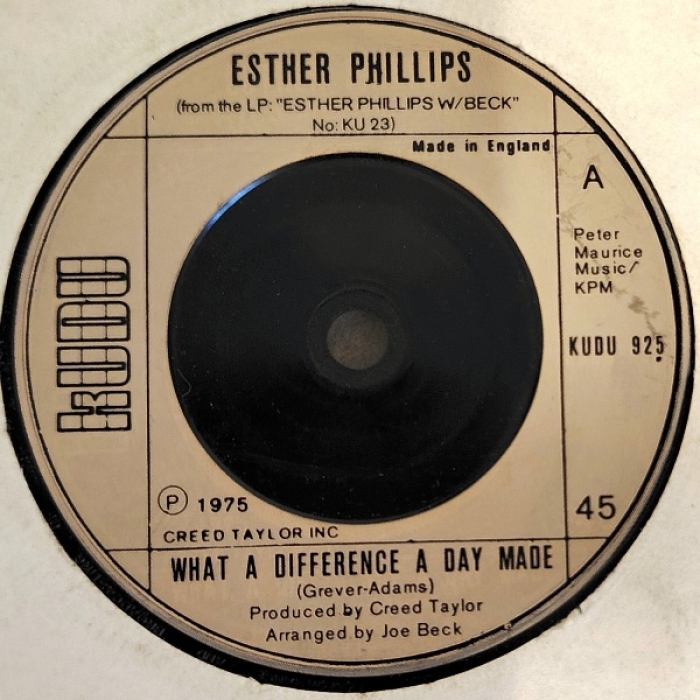 ESTHER PHILLIPS
(from the LP: "ESTHER PHILLIPS W/BECK"
No: KU 23)
Made in England
A
Peter
Maurice
Music/
KPM
KUDU 925
KUDU
45
Ⓟ 1975
CREED TAYLOR INC
WHAT A DIFFERENCE A DAY MADE
(Grever-Adams)
Produced by Creed Taylor
Arranged by Joe Beck